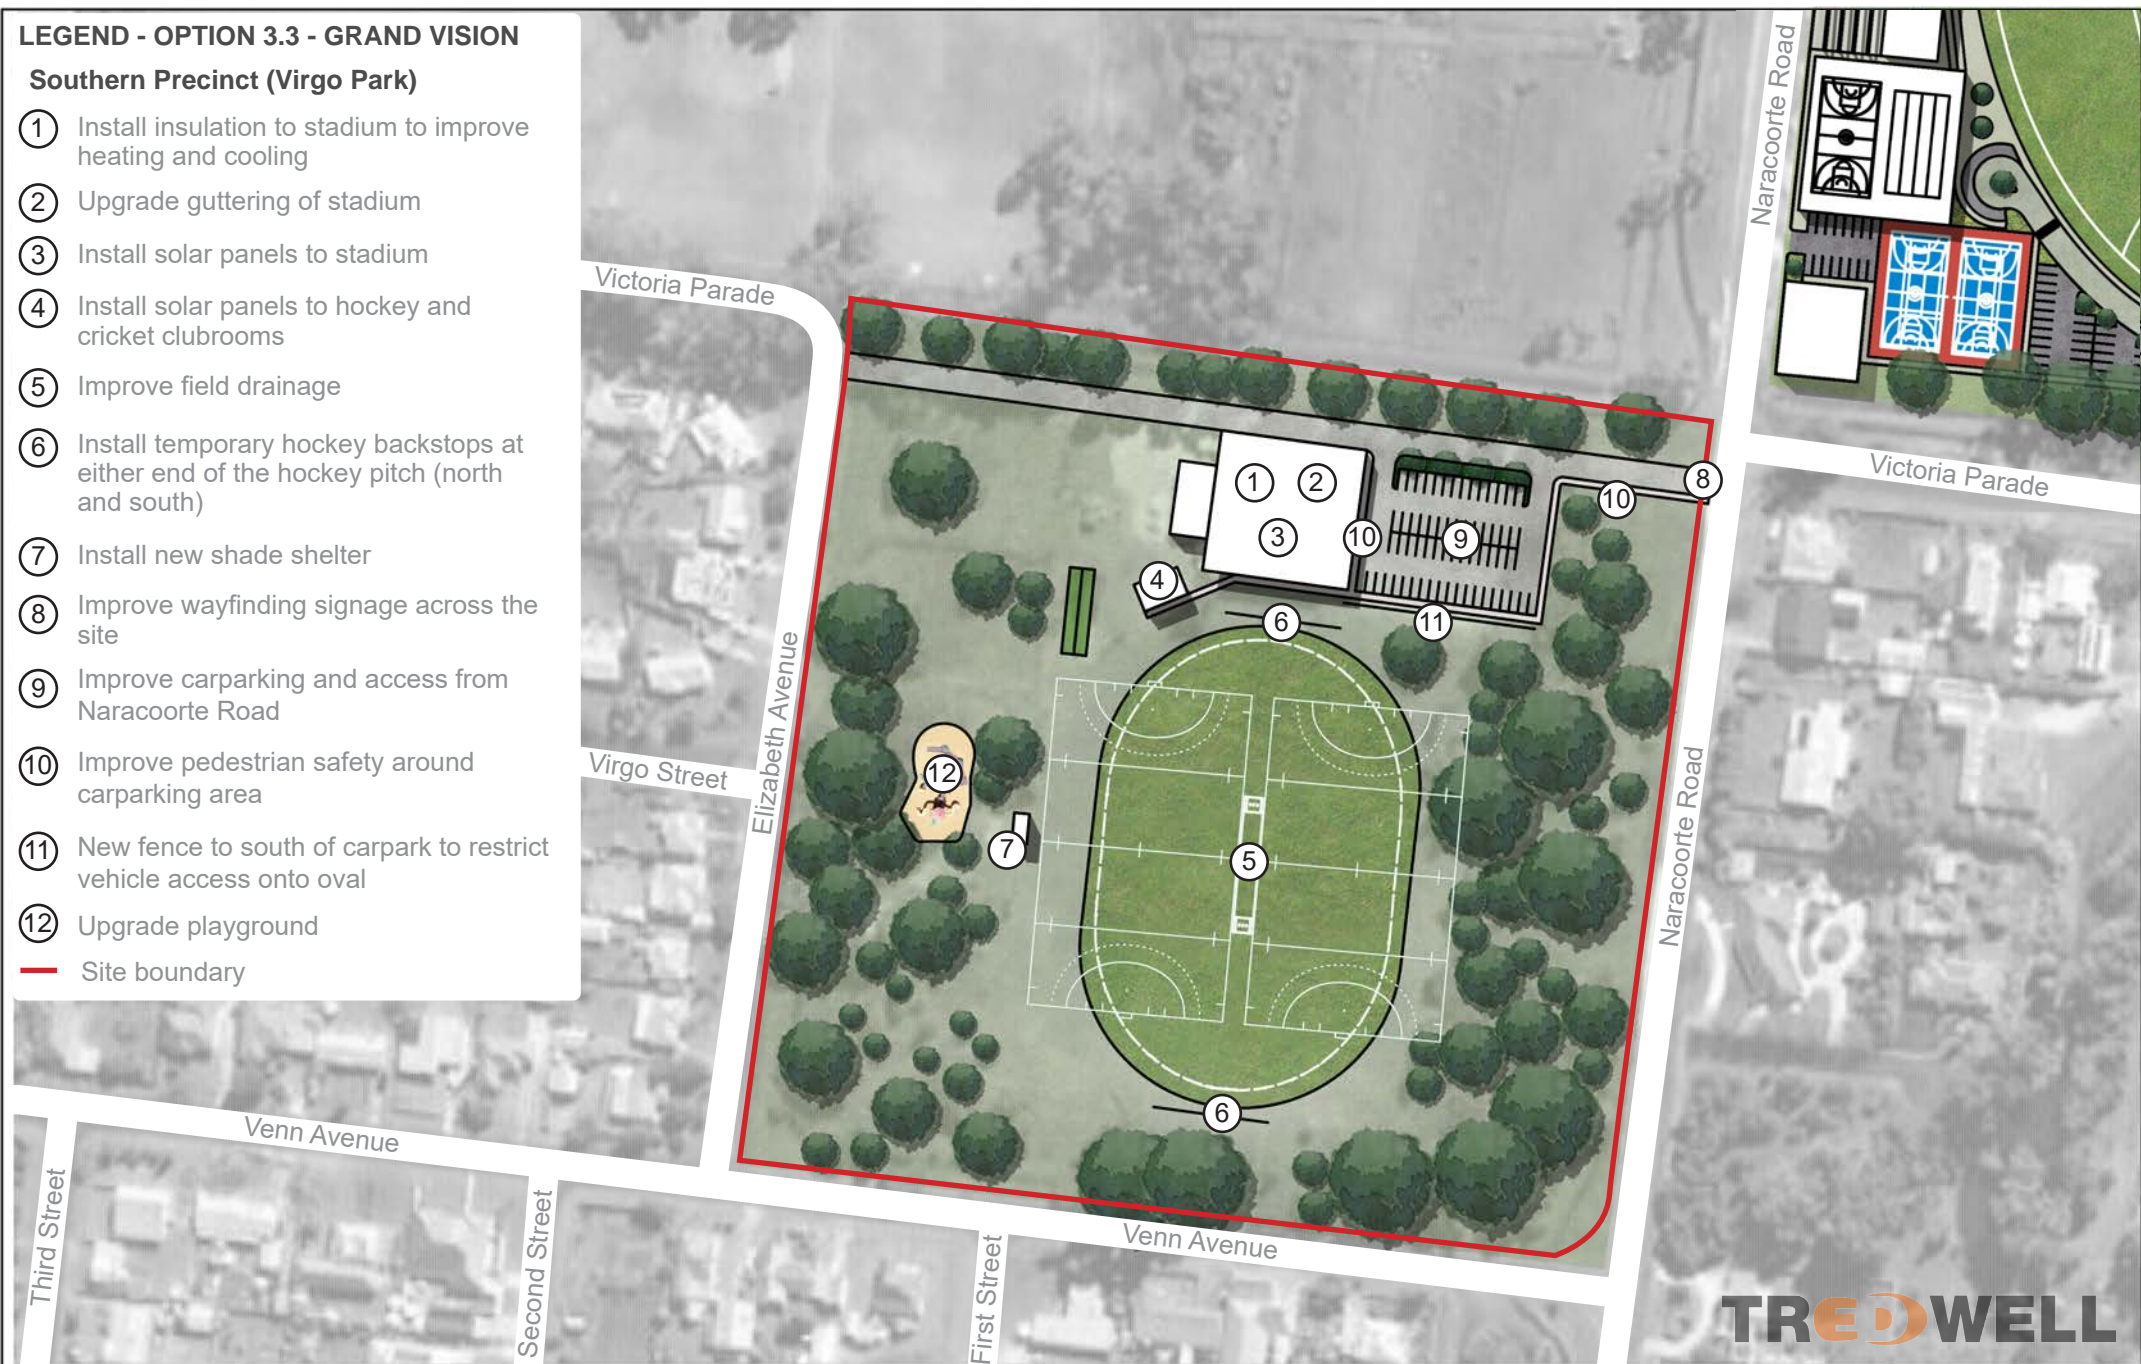 LEGEND - OPTION 3.3 - GRAND VISION
Southern Precinct (Virgo Park)
1 Install insulation to stadium to improve
heating and cooling
2 Upgrade guttering of stadium
3 Install solar panels to stadium
4 Install solar panels to hockey and
cricket clubrooms
5 Improve field drainage
6 Install temporary hockey backstops at
either end of the hockey pitch (north
and south)
7 Install new shade shelter
8 Improve wayfinding signage across the
site
9 Improve carparking and access from
Naracoorte Road
10 Improve pedestrian safety around
carparking area
11 New fence to south of carpark to restrict
vehicle access onto oval
12 Upgrade playground
Site boundary
Naracoorte Road
Victoria Parade
Victoria Parade
8
1
2
10
3
10
9
4
6
11
Elizabeth Avenue
Virgo Street
12
7
5
Naracoorte Road
6
Venn Avenue
Venn Avenue
Third Street
Second Street
First Street
TREDWELL